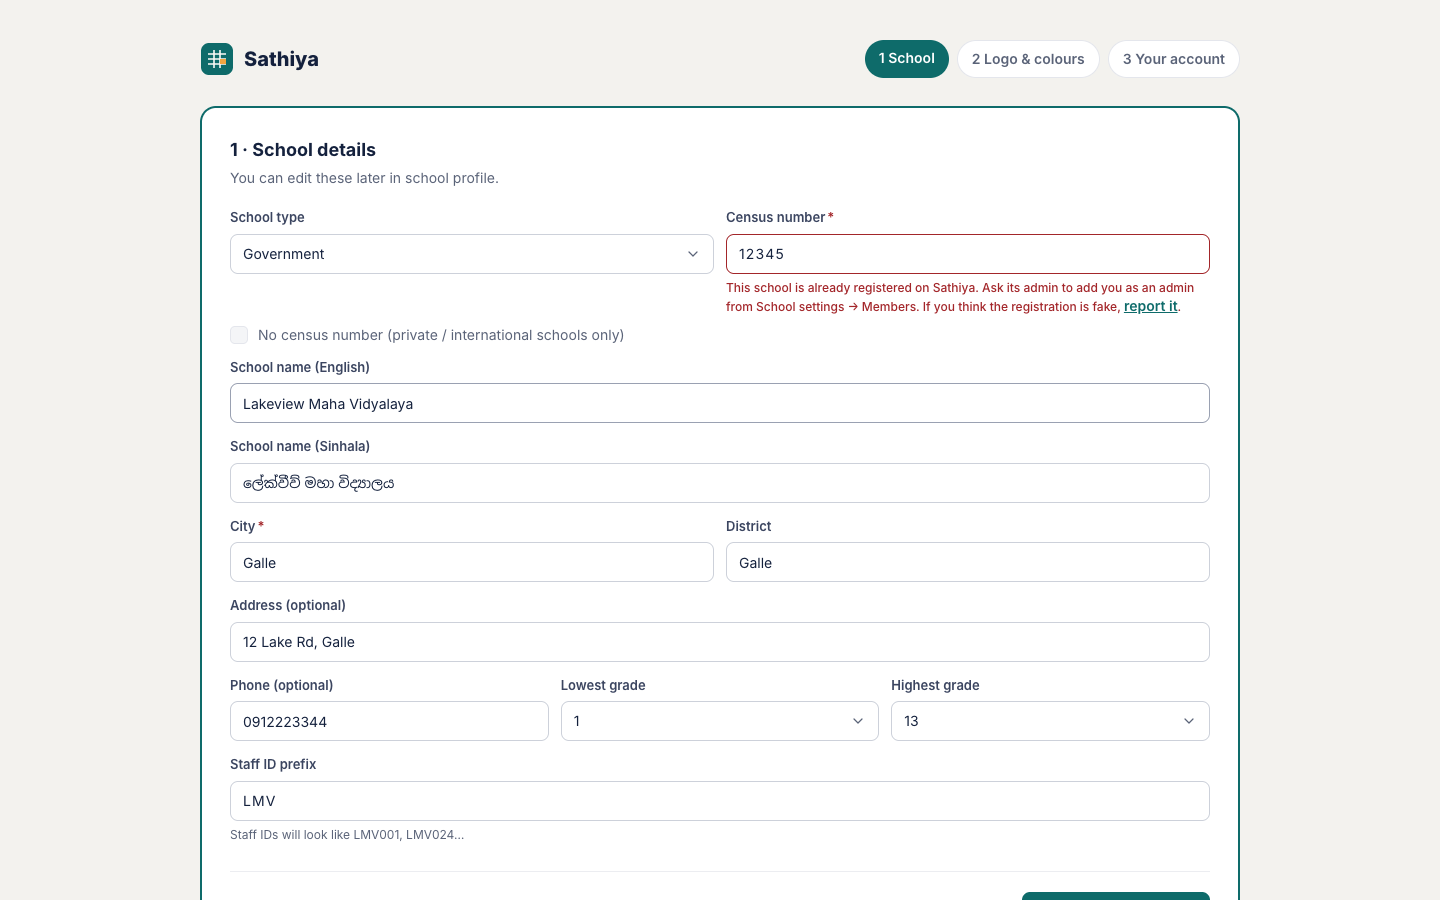 Sathiya
1 School
2 Logo & colours
3 Your account
1 · School details
You can edit these later in school profile.
School type
Census number *
Government
12345
This school is already registered on Sathiya. Ask its admin to add you as an admin
from School settings → Members. If you think the registration is fake, report it.
No census number (private / international schools only)
School name (English)
Lakeview Maha Vidyalaya
School name (Sinhala)
ලේක්වීව් මහා විද්‍යාලය
City *
District
Galle
Galle
Address (optional)
12 Lake Rd, Galle
Phone (optional)
Lowest grade
Highest grade
0912223344
1
13
Staff ID prefix
LMV
Staff IDs will look like LMV001, LMV024…